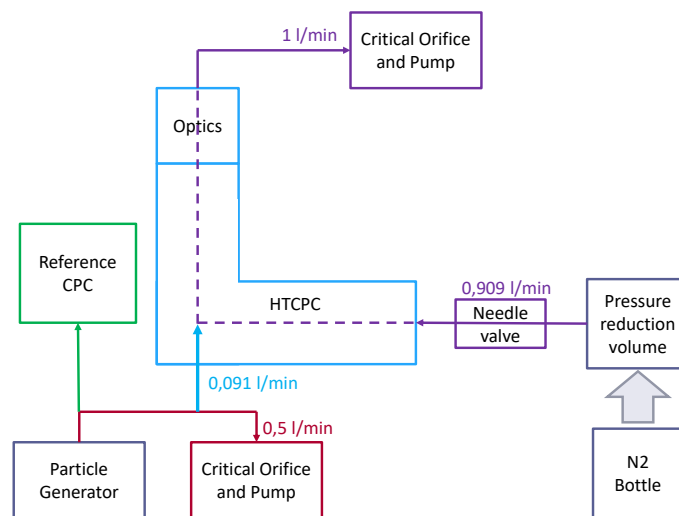 1 l/min
Critical Orifice
and Pump
Optics
Reference
CPC
HTCPC
0,909 l/min
Needle
valve
Pressure
reduction
volume
0,091 l/min
0,5 l/min
Particle
Generator
Critical Orifice
and Pump
N2
Bottle